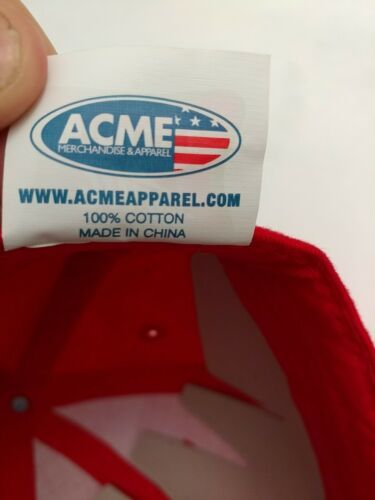 ACME
MERCHANDISE & APPAREL
WWW.ACMEAPPAREL.COM
100% COTTON
MADE IN CHINA